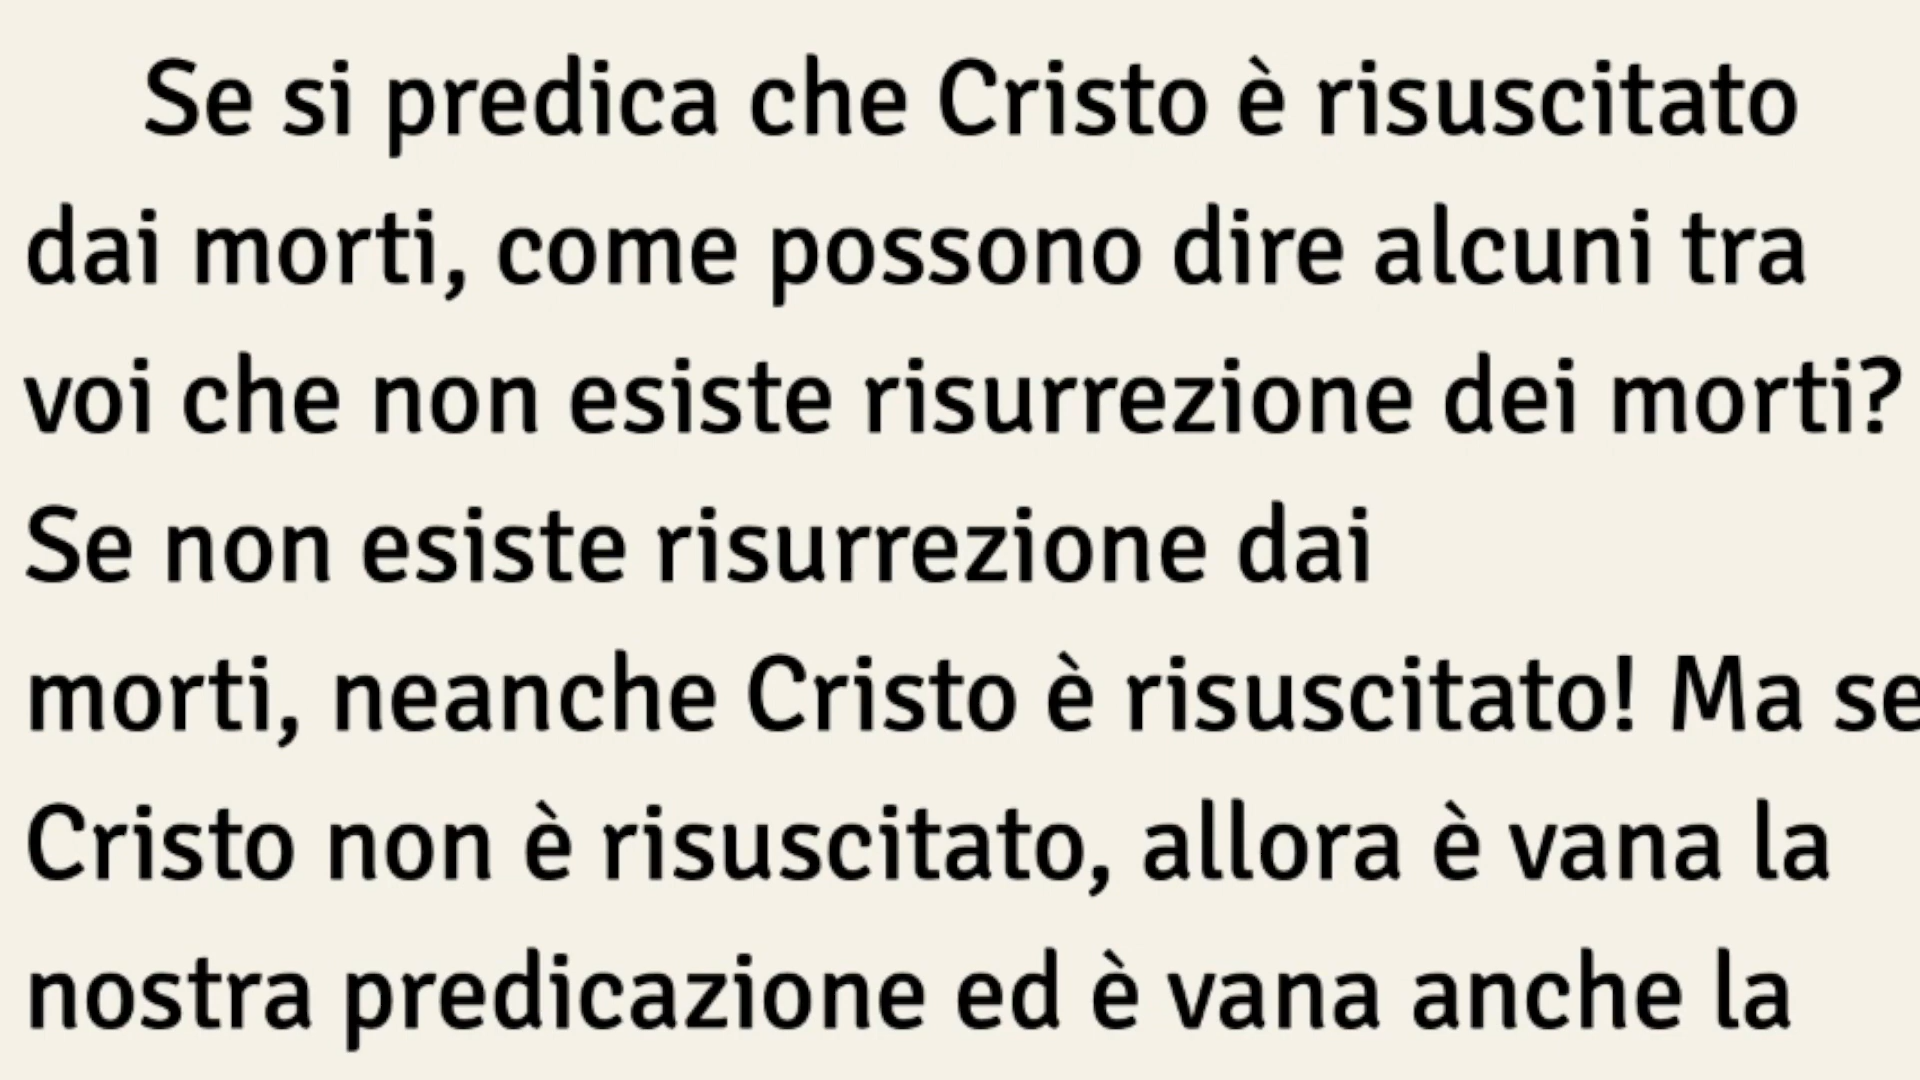 Se si predica che Cristo è risuscitato
dai morti, come possono dire alcuni tra
voi che non esiste risurrezione dei morti?
Se non esiste risurrezione dai
morti, neanche Cristo è risuscitato! Ma se
Cristo non è risuscitato, allora è vana la
nostra predicazione ed è vana anche la